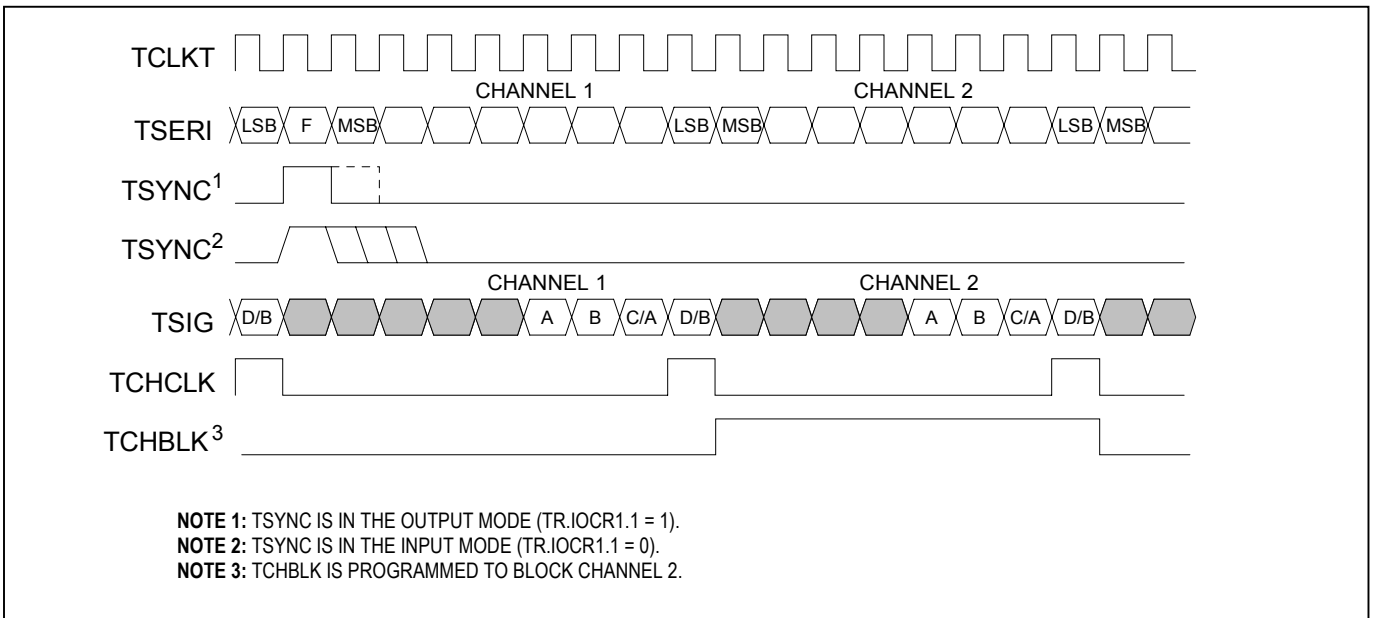 TCLKT
CHANNEL 1 CHANNEL 2
TSERI LSB F MSB LSB MSB LSB MSB
TSYNC1
TSYNC2
CHANNEL 1 CHANNEL 2
TSIG D/B A B C/A D/B A B C/A D/B
TCHCLK
TCHBLK3
NOTE 1: TSYNC IS IN THE OUTPUT MODE (TR.IOCR1.1 = 1).
NOTE 2: TSYNC IS IN THE INPUT MODE (TR.IOCR1.1 = 0).
NOTE 3: TCHBLK IS PROGRAMMED TO BLOCK CHANNEL 2.